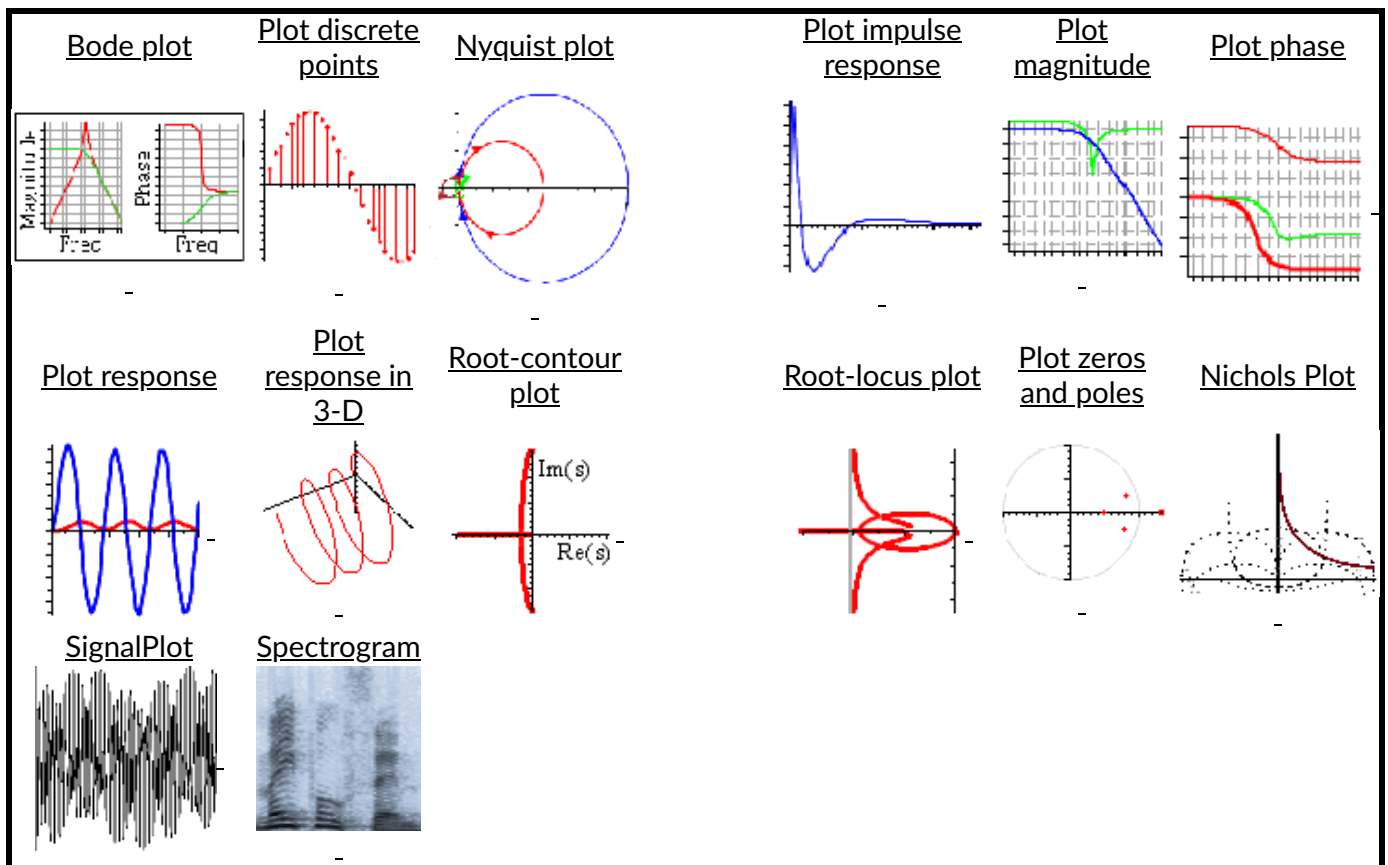 Bode plot
Plot discrete
points
Nyquist plot
Plot impulse
response
Plot
magnitude
Plot phase
Phase
Freq
Plot response
Plot
response in
3-D
Root-contour
plot
Root-locus plot
Plot zeros
and poles
Nichols Plot
Im(s)
Re(s)
SignalPlot
Spectrogram